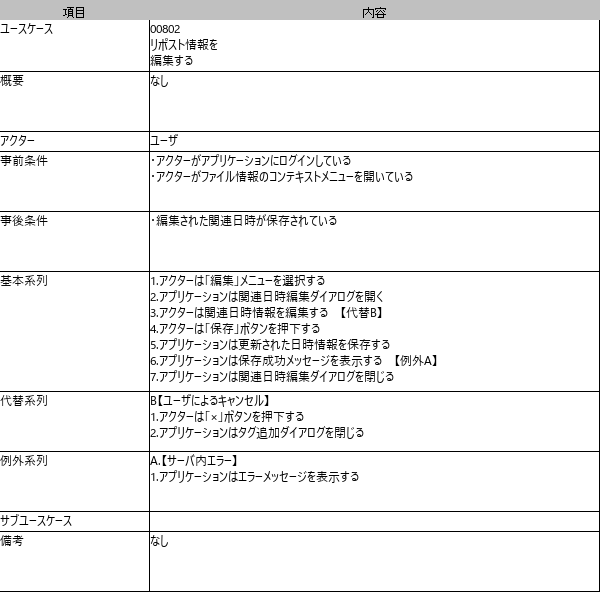 項目 内容
ユースケース 00802
リポスト情報を
編集する
概要 なし
アクター ユーザ
事前条件 ・アクターがアプリケーションにログインしている
・アクターがファイル情報のコンテキストメニューを開いている
事後条件 ・編集された関連日時が保存されている
基本系列 1.アクターは「編集」メニューを選択する
2.アプリケーションは関連日時編集ダイアログを開く
3.アクターは関連日時情報を編集する 【代替B】
4.アクターは「保存」ボタンを押下する
5.アプリケーションは更新された日時情報を保存する
6.アプリケーションは保存成功メッセージを表示する 【例外A】
7.アプリケーションは関連日時編集ダイアログを閉じる
代替系列 B【ユーザによるキャンセル】
1.アクターは「×」ボタンを押下する
2.アプリケーションはタグ追加ダイアログを閉じる
例外系列 A.【サーバ内エラー】
1.アプリケーションはエラーメッセージを表示する
サブユースケース
備考 なし